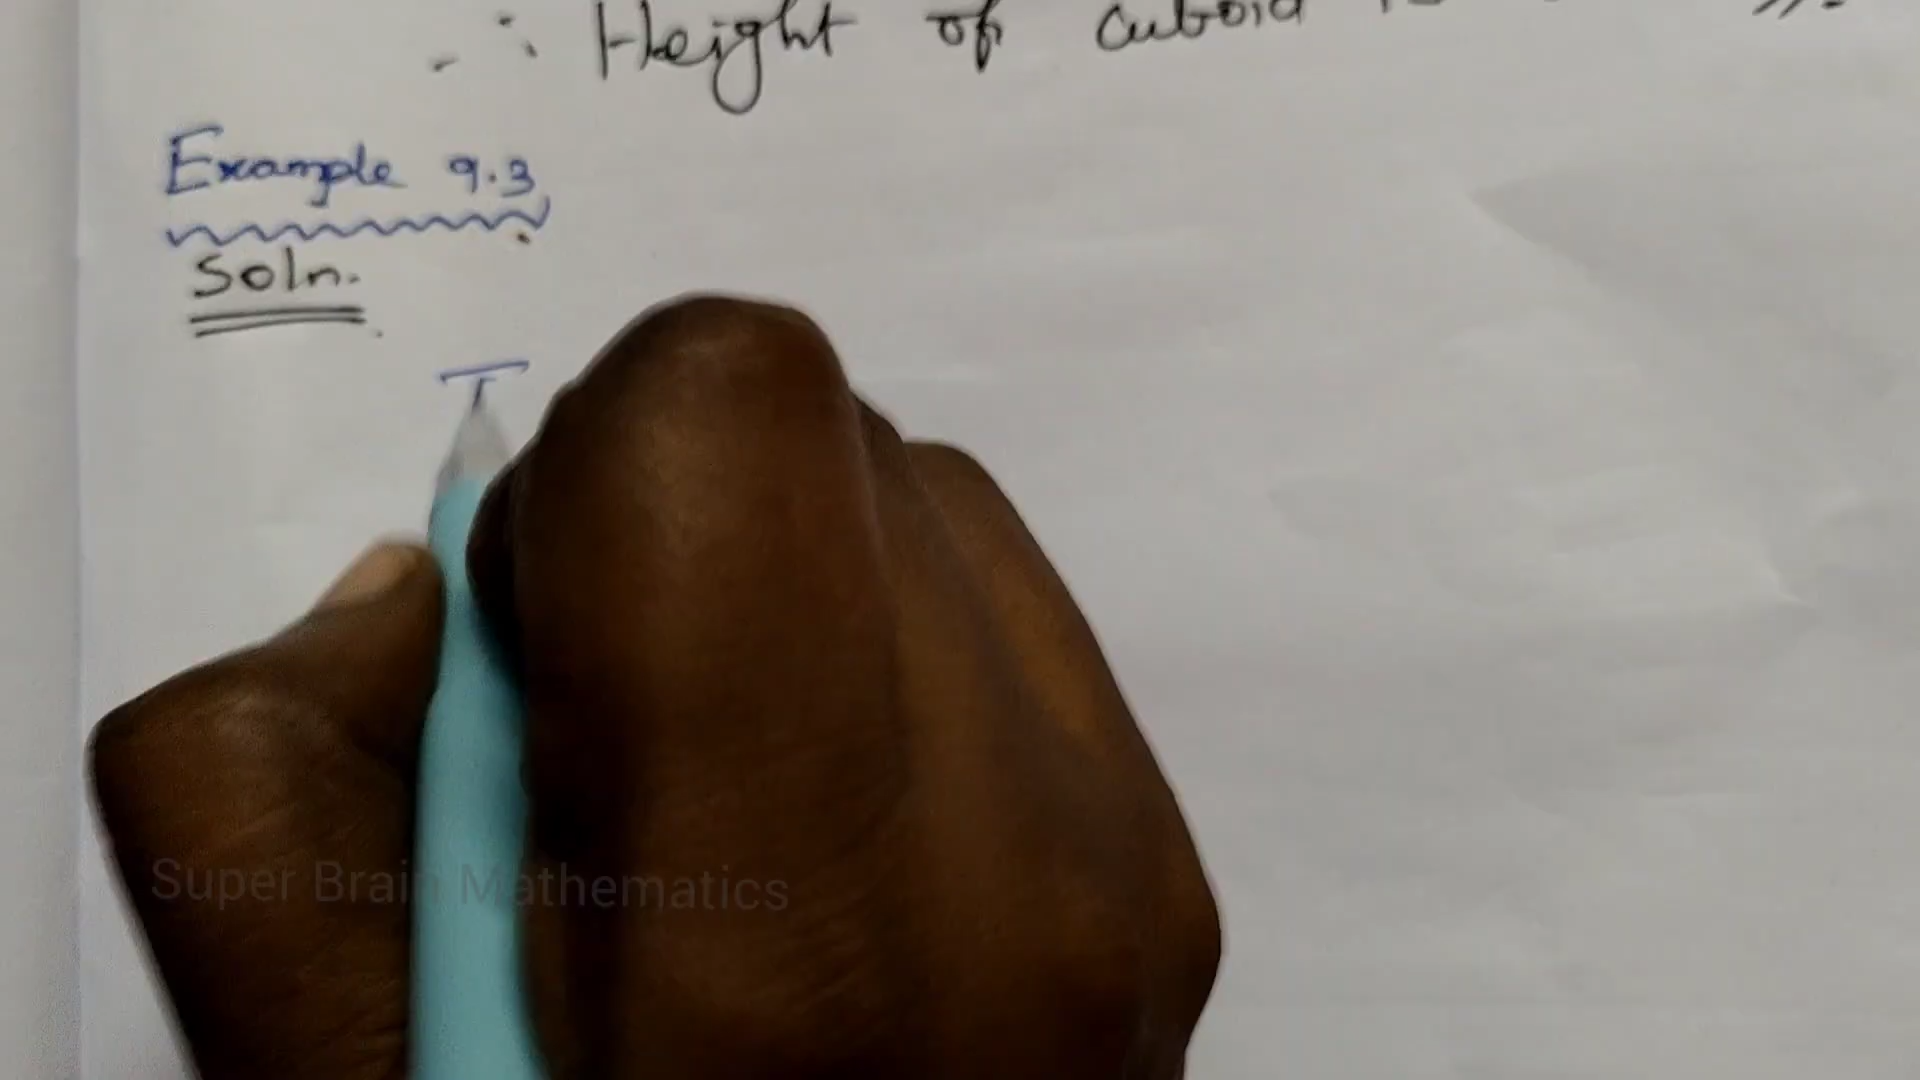 ∴ Height of cuboid
Example 9.3
Soln.
Super Brain Mathematics